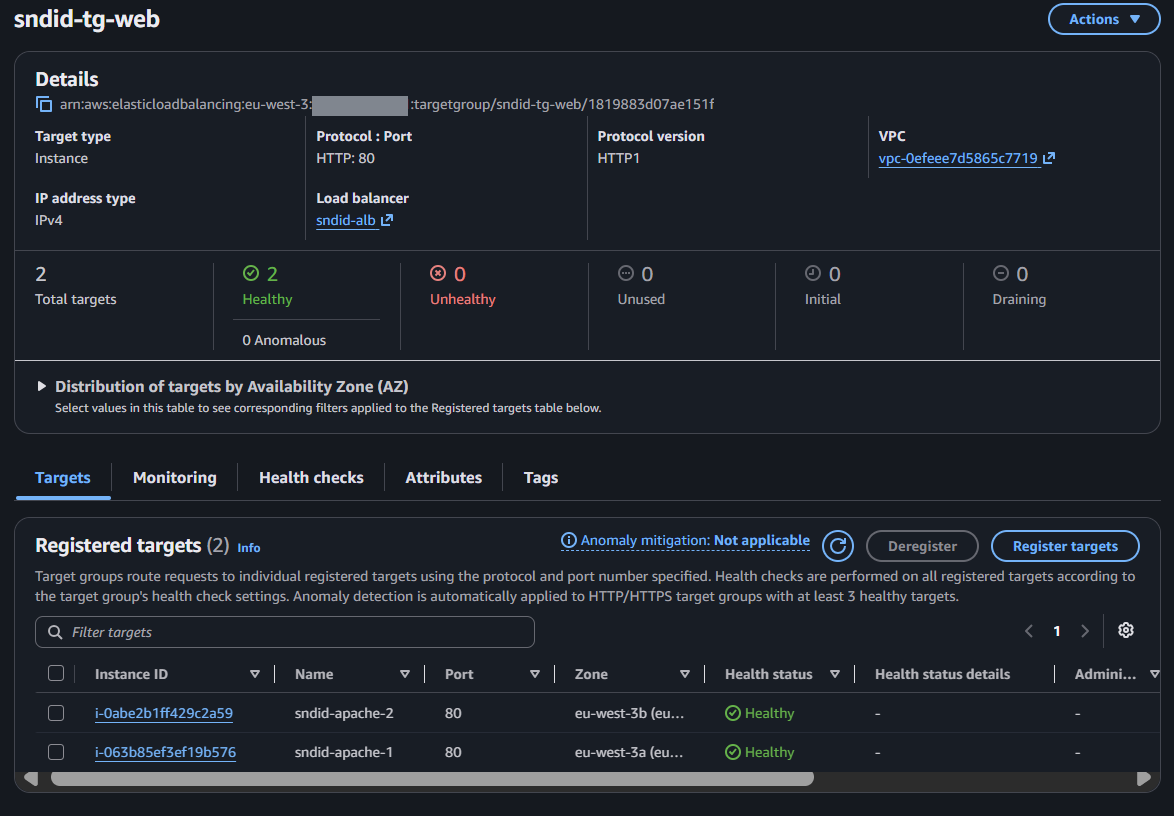 sndid-tg-web
Actions
Details
arn:aws:elasticloadbalancing:eu-west-3: :targetgroup/sndid-tg-web/1819883d07ae151f
Target type
Instance
Protocol : Port
HTTP: 80
Protocol version
HTTP1
VPC
vpc-0efeee7d5865c7719
IP address type
IPv4
Load balancer
sndid-alb
2
Total targets
2
Healthy
0 Anomalous
0
Unhealthy
0
Unused
0
Initial
0
Draining
Distribution of targets by Availability Zone (AZ)
Select values in this table to see corresponding filters applied to the Registered targets table below.
Targets Monitoring Health checks Attributes Tags
Registered targets (2) Info
Anomaly mitigation: Not applicable
Deregister
Register targets
Target groups route requests to individual registered targets using the protocol and port number specified. Health checks are performed on all registered targets according to
the target group's health check settings. Anomaly detection is automatically applied to HTTP/HTTPS target groups with at least 3 healthy targets.
Filter targets
1
Instance ID Name Port Zone Health status Health status details Admini...
i-0abe2b1ff429c2a59 sndid-apache-2 80 eu-west-3b (eu... Healthy - -
i-063b85ef3ef19b576 sndid-apache-1 80 eu-west-3a (eu... Healthy - -